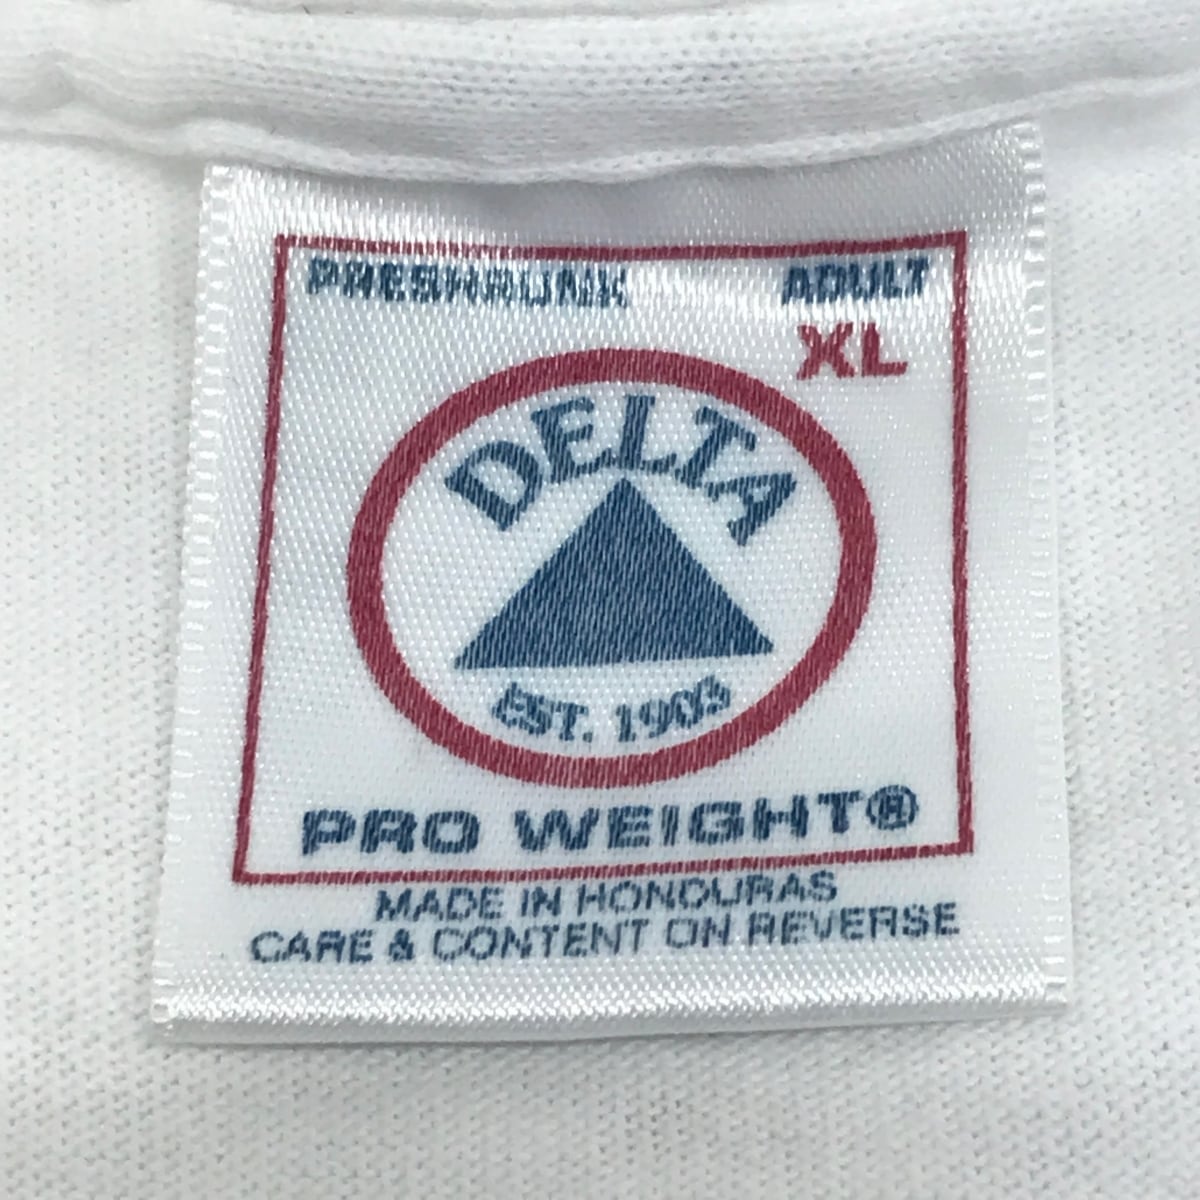 PRESHRUNK ADULT
XL
DELTA
EST. 1903
PRO WEIGHT®
MADE IN HONDURAS
CARE & CONTENT ON REVERSE